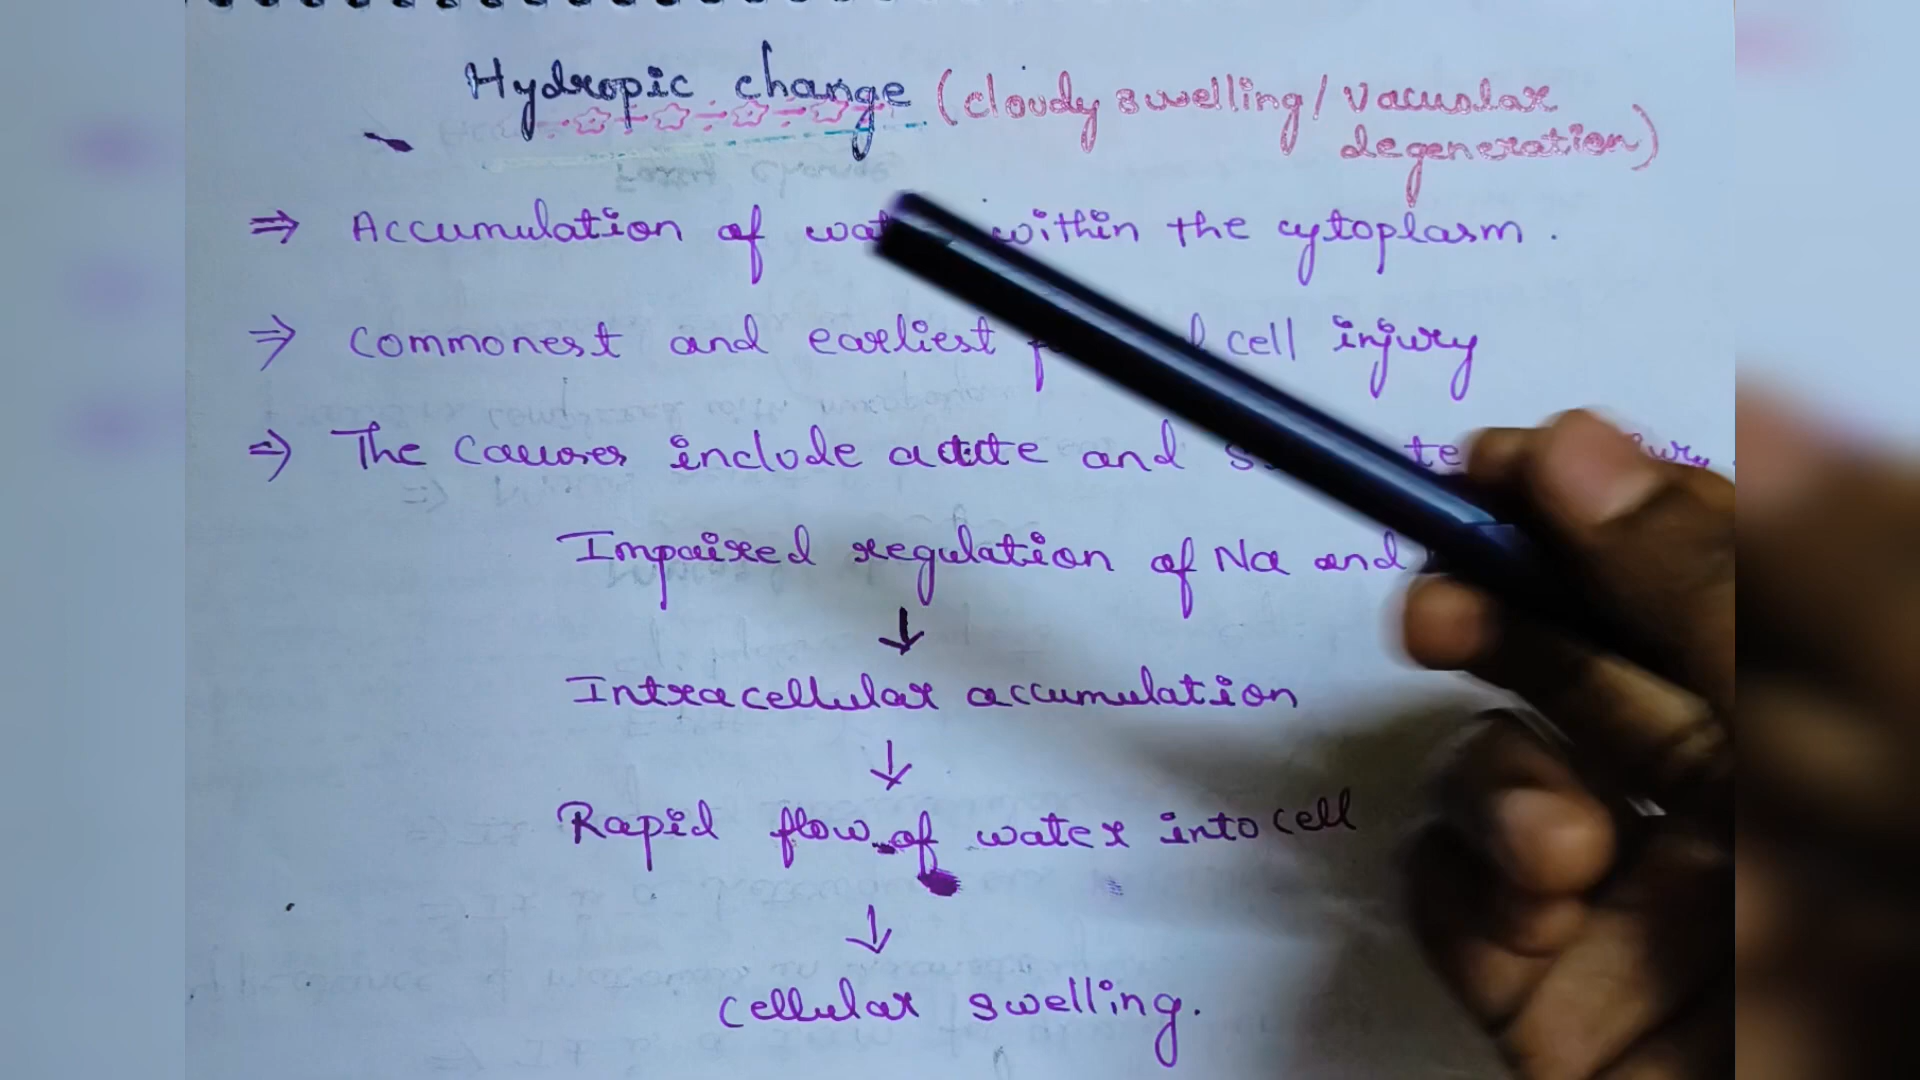 Hydropic change (cloudy swelling/ vacuolar
degeneration)
⇒ Accumulation of within the cytoplasm.
⇒ Commonest and earliest cell injury
⇒ The Causes include acute and
Impaired regulation of Na and
↓
Intracellular accumulation
↓
Rapid flow of water into cell
↓
cellular swelling.